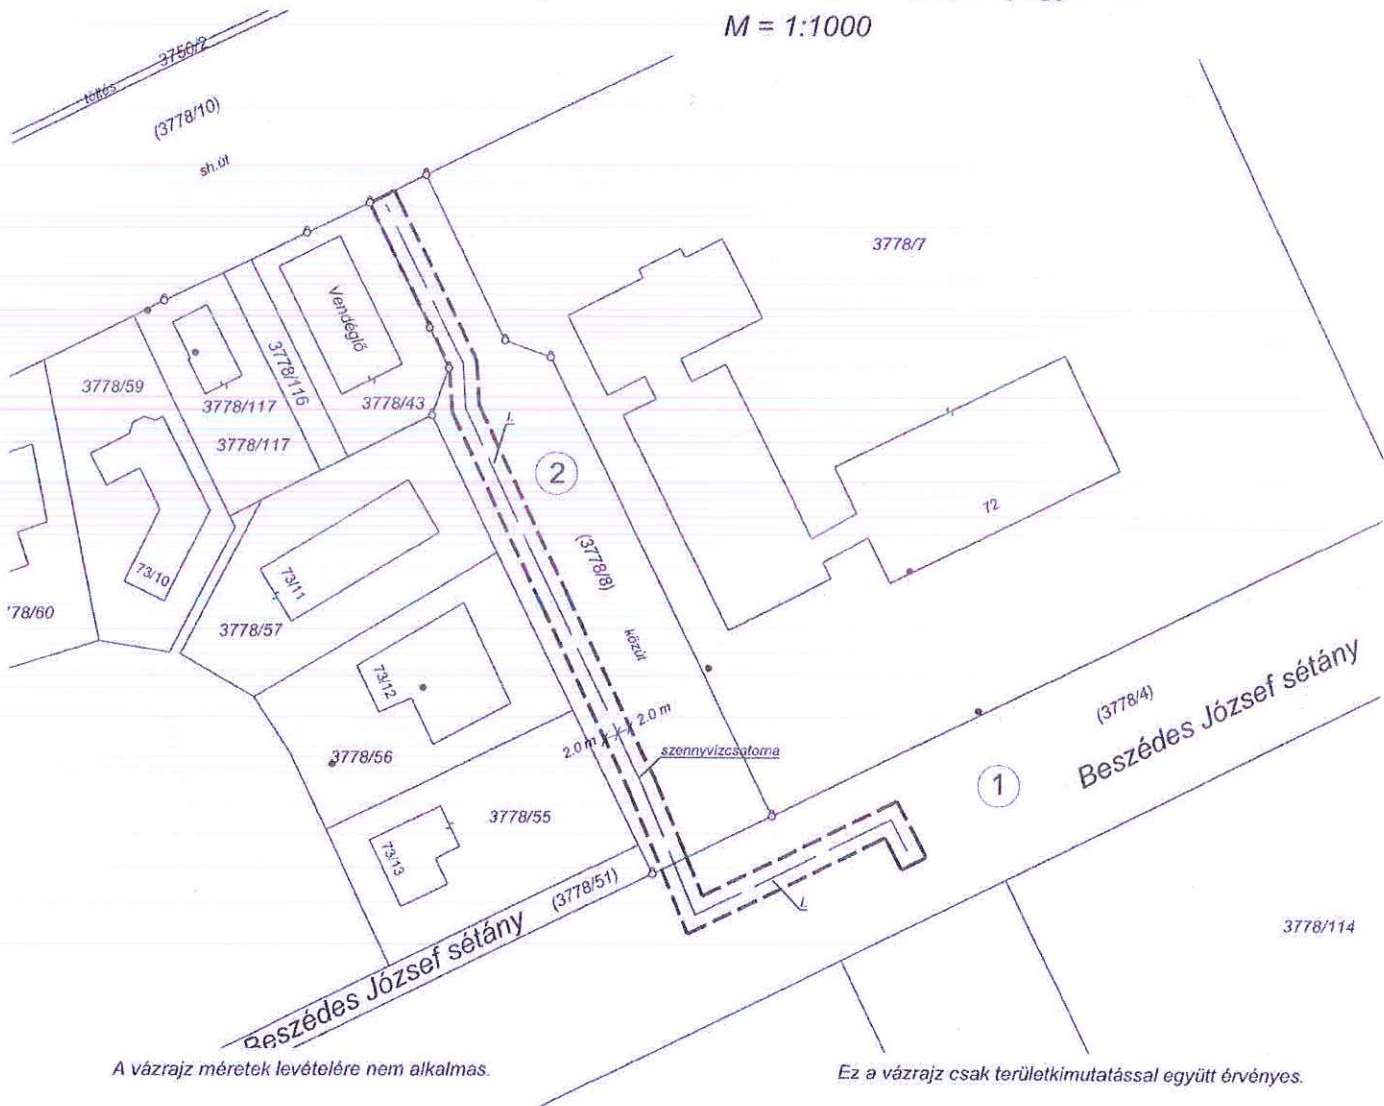 M = 1:1000
3750/2
töltés
(3778/10)
sh.út
3778/7
Vendéglő
3778/59
3778/116
3778/117
3778/43
3778/117
I.
2
72
(3778/8)
73/10
73/11
'78/60
3778/57
közút
73/12
(3778/4)
Beszédes József sétány
2.0 m
2.0 m
szennyvízcsatorna
3778/56
1
3778/55
73/13
(3778/51)
I.
Beszédes József sétány
3778/114
A vázrajz méretek levételére nem alkalmas.
Ez a vázrajz csak területkimutatással együtt érvényes.